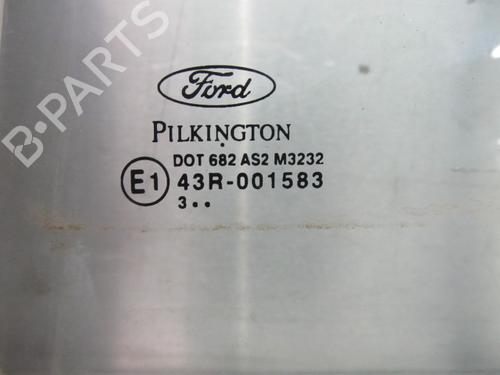 B-PARTS
Ford
PILKINGTON
DOT 682 AS2 M3232
E1 43R-001583
3..